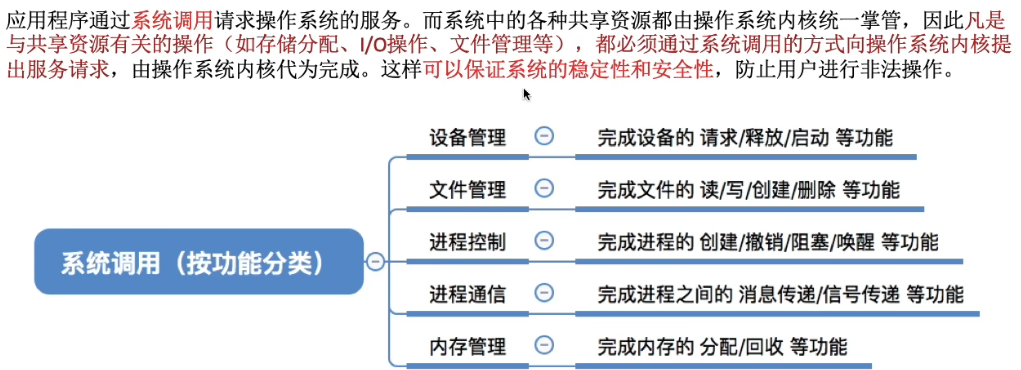 应用程序通过系统调用请求操作系统的服务。而系统中的各种共享资源都由操作系统内核统一掌管，因此凡是
与共享资源有关的操作（如存储分配、I/O操作、文件管理等），都必须通过系统调用的方式向操作系统内核提
出服务请求，由操作系统内核代为完成。这样可以保证系统的稳定性和安全性，防止用户进行非法操作。
系统调用（按功能分类）
设备管理 完成设备的 请求/释放/启动 等功能
文件管理 完成文件的 读/写/创建/删除 等功能
进程控制 完成进程的 创建/撤销/阻塞/唤醒 等功能
进程通信 完成进程之间的 消息传递/信号传递 等功能
内存管理 完成内存的 分配/回收 等功能